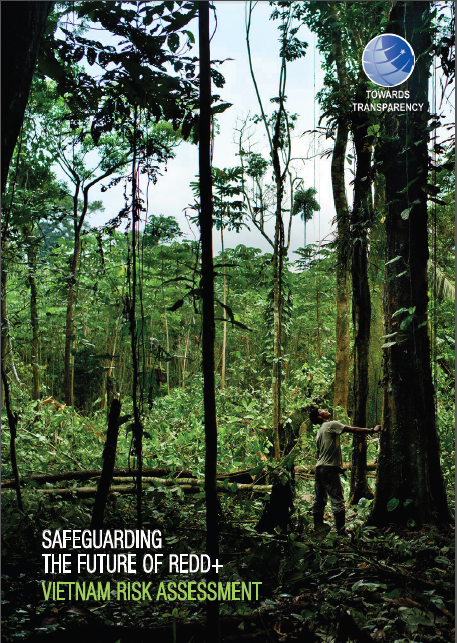 TOWARDS
TRANSPARENCY
SAFEGUARDING
THE FUTURE OF REDD+
VIETNAM RISK ASSESSMENT